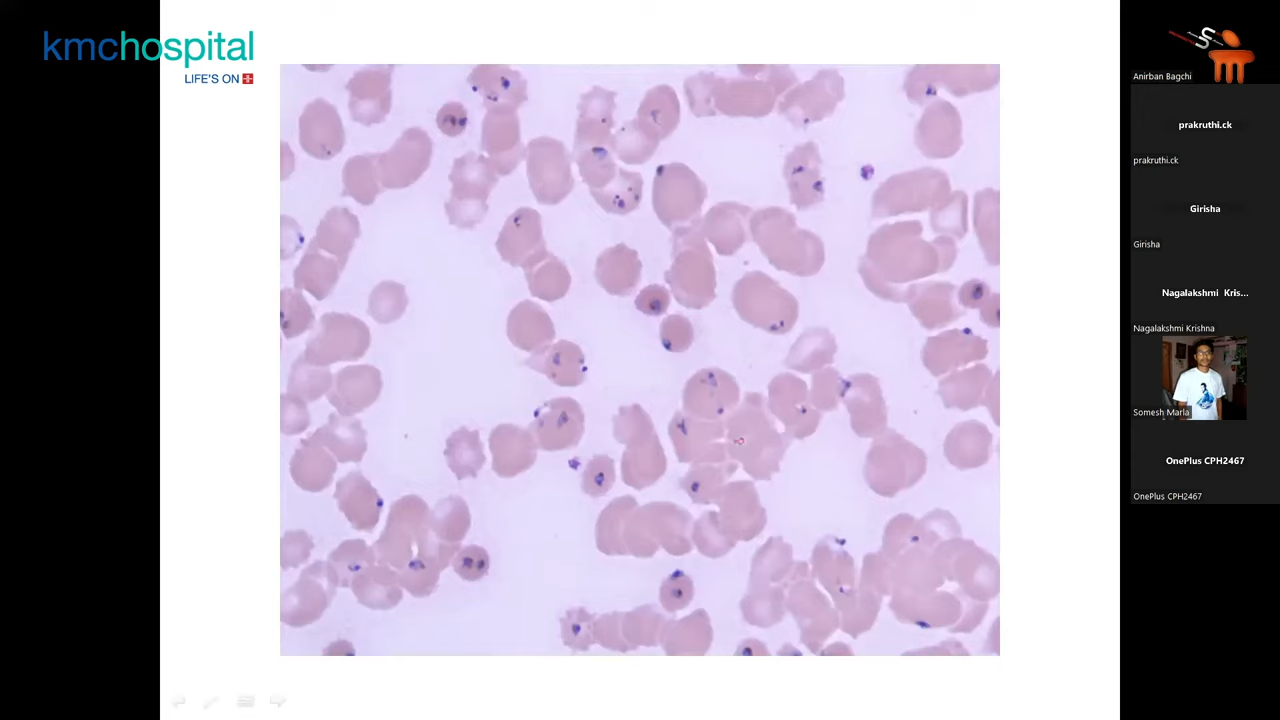 kmchospital
LIFE'S ON
Anirban Bagchi
prakruthi.ck
prakruthi.ck
Girisha
Girisha
Nagalakshmi Kris...
Nagalakshmi Krishna
Somesh Marla
OnePlus CPH2467
OnePlus CPH2467